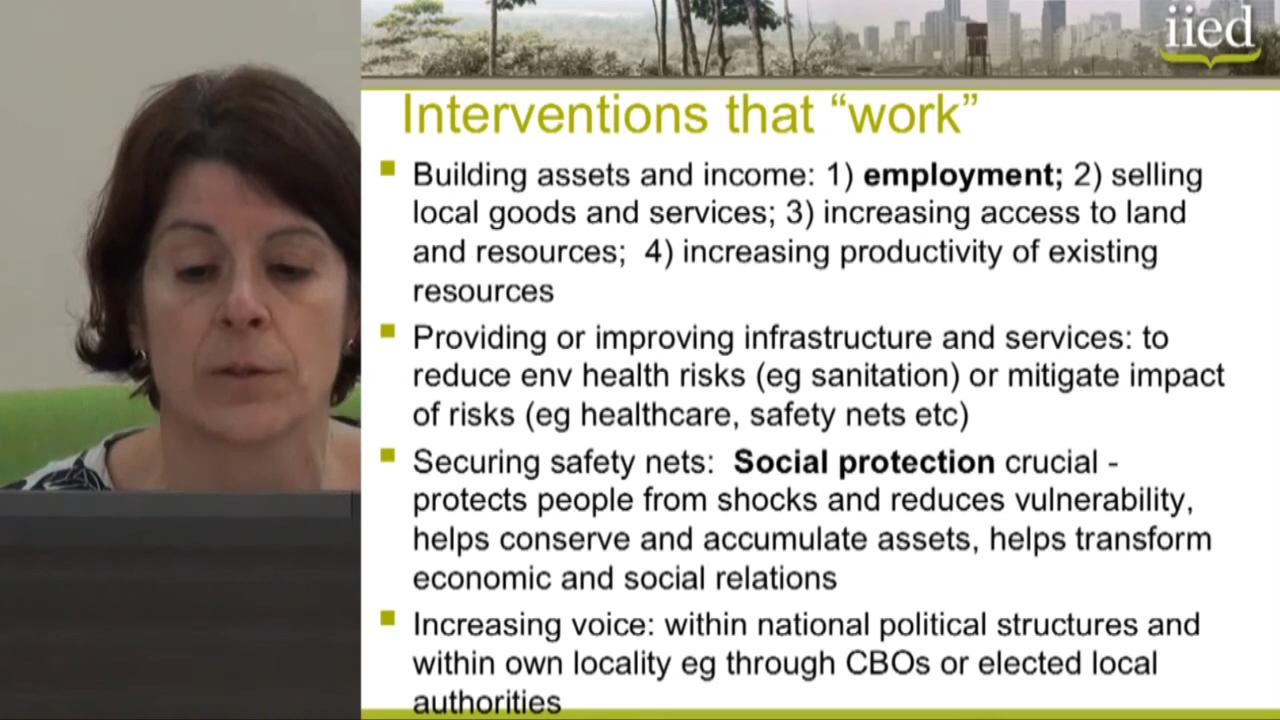 iied
Interventions that “work”
Building assets and income: 1) employment; 2) selling
local goods and services; 3) increasing access to land
and resources;  4) increasing productivity of existing
resources
Providing or improving infrastructure and services: to
reduce env health risks (eg sanitation) or mitigate impact
of risks (eg healthcare, safety nets etc)
Securing safety nets:  Social protection crucial -
protects people from shocks and reduces vulnerability,
helps conserve and accumulate assets, helps transform
economic and social relations
Increasing voice: within national political structures and
within own locality eg through CBOs or elected local
authorities